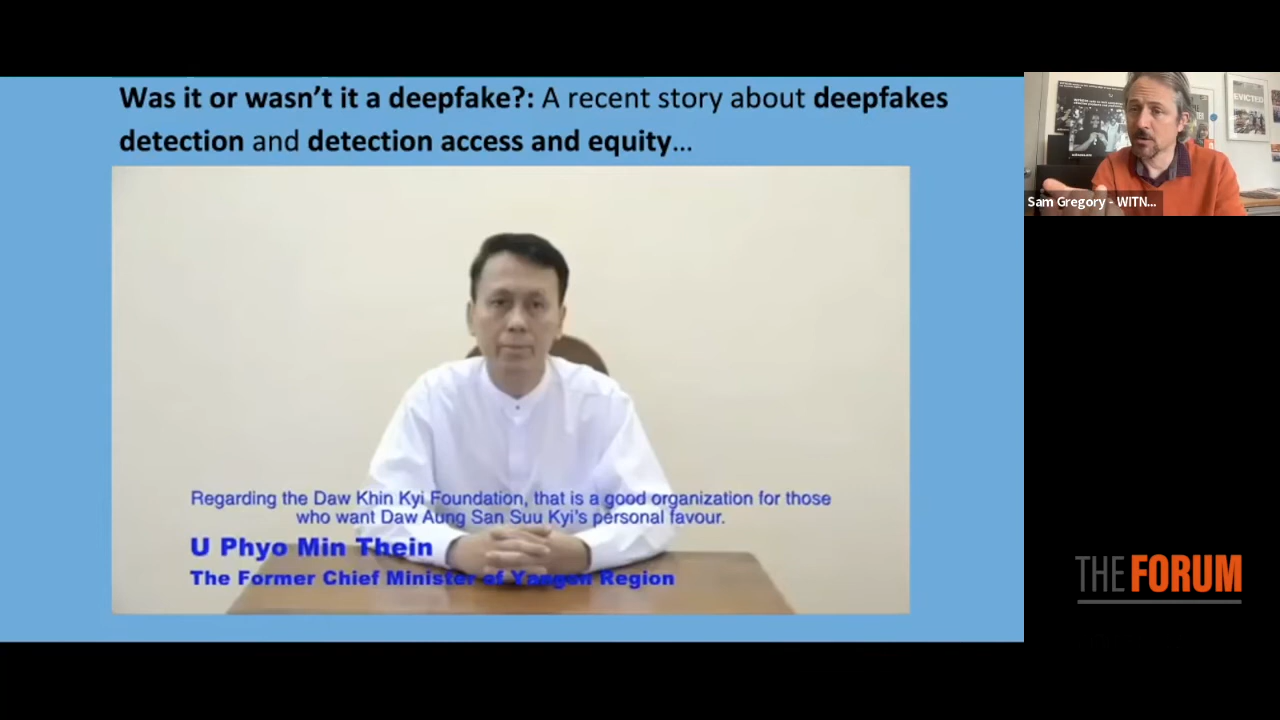 Was it or wasn't it a deepfake?: A recent story about deepfakes
detection and detection access and equity...
Regarding the Daw Khin Kyi Foundation, that is a good organization for those
who want Daw Aung San Suu Kyi's personal favour.
U Phyo Min Thein
The Former Chief Minister of Yangon Region
EVICTED
Sam Gregory - WITN...
THE FORUM